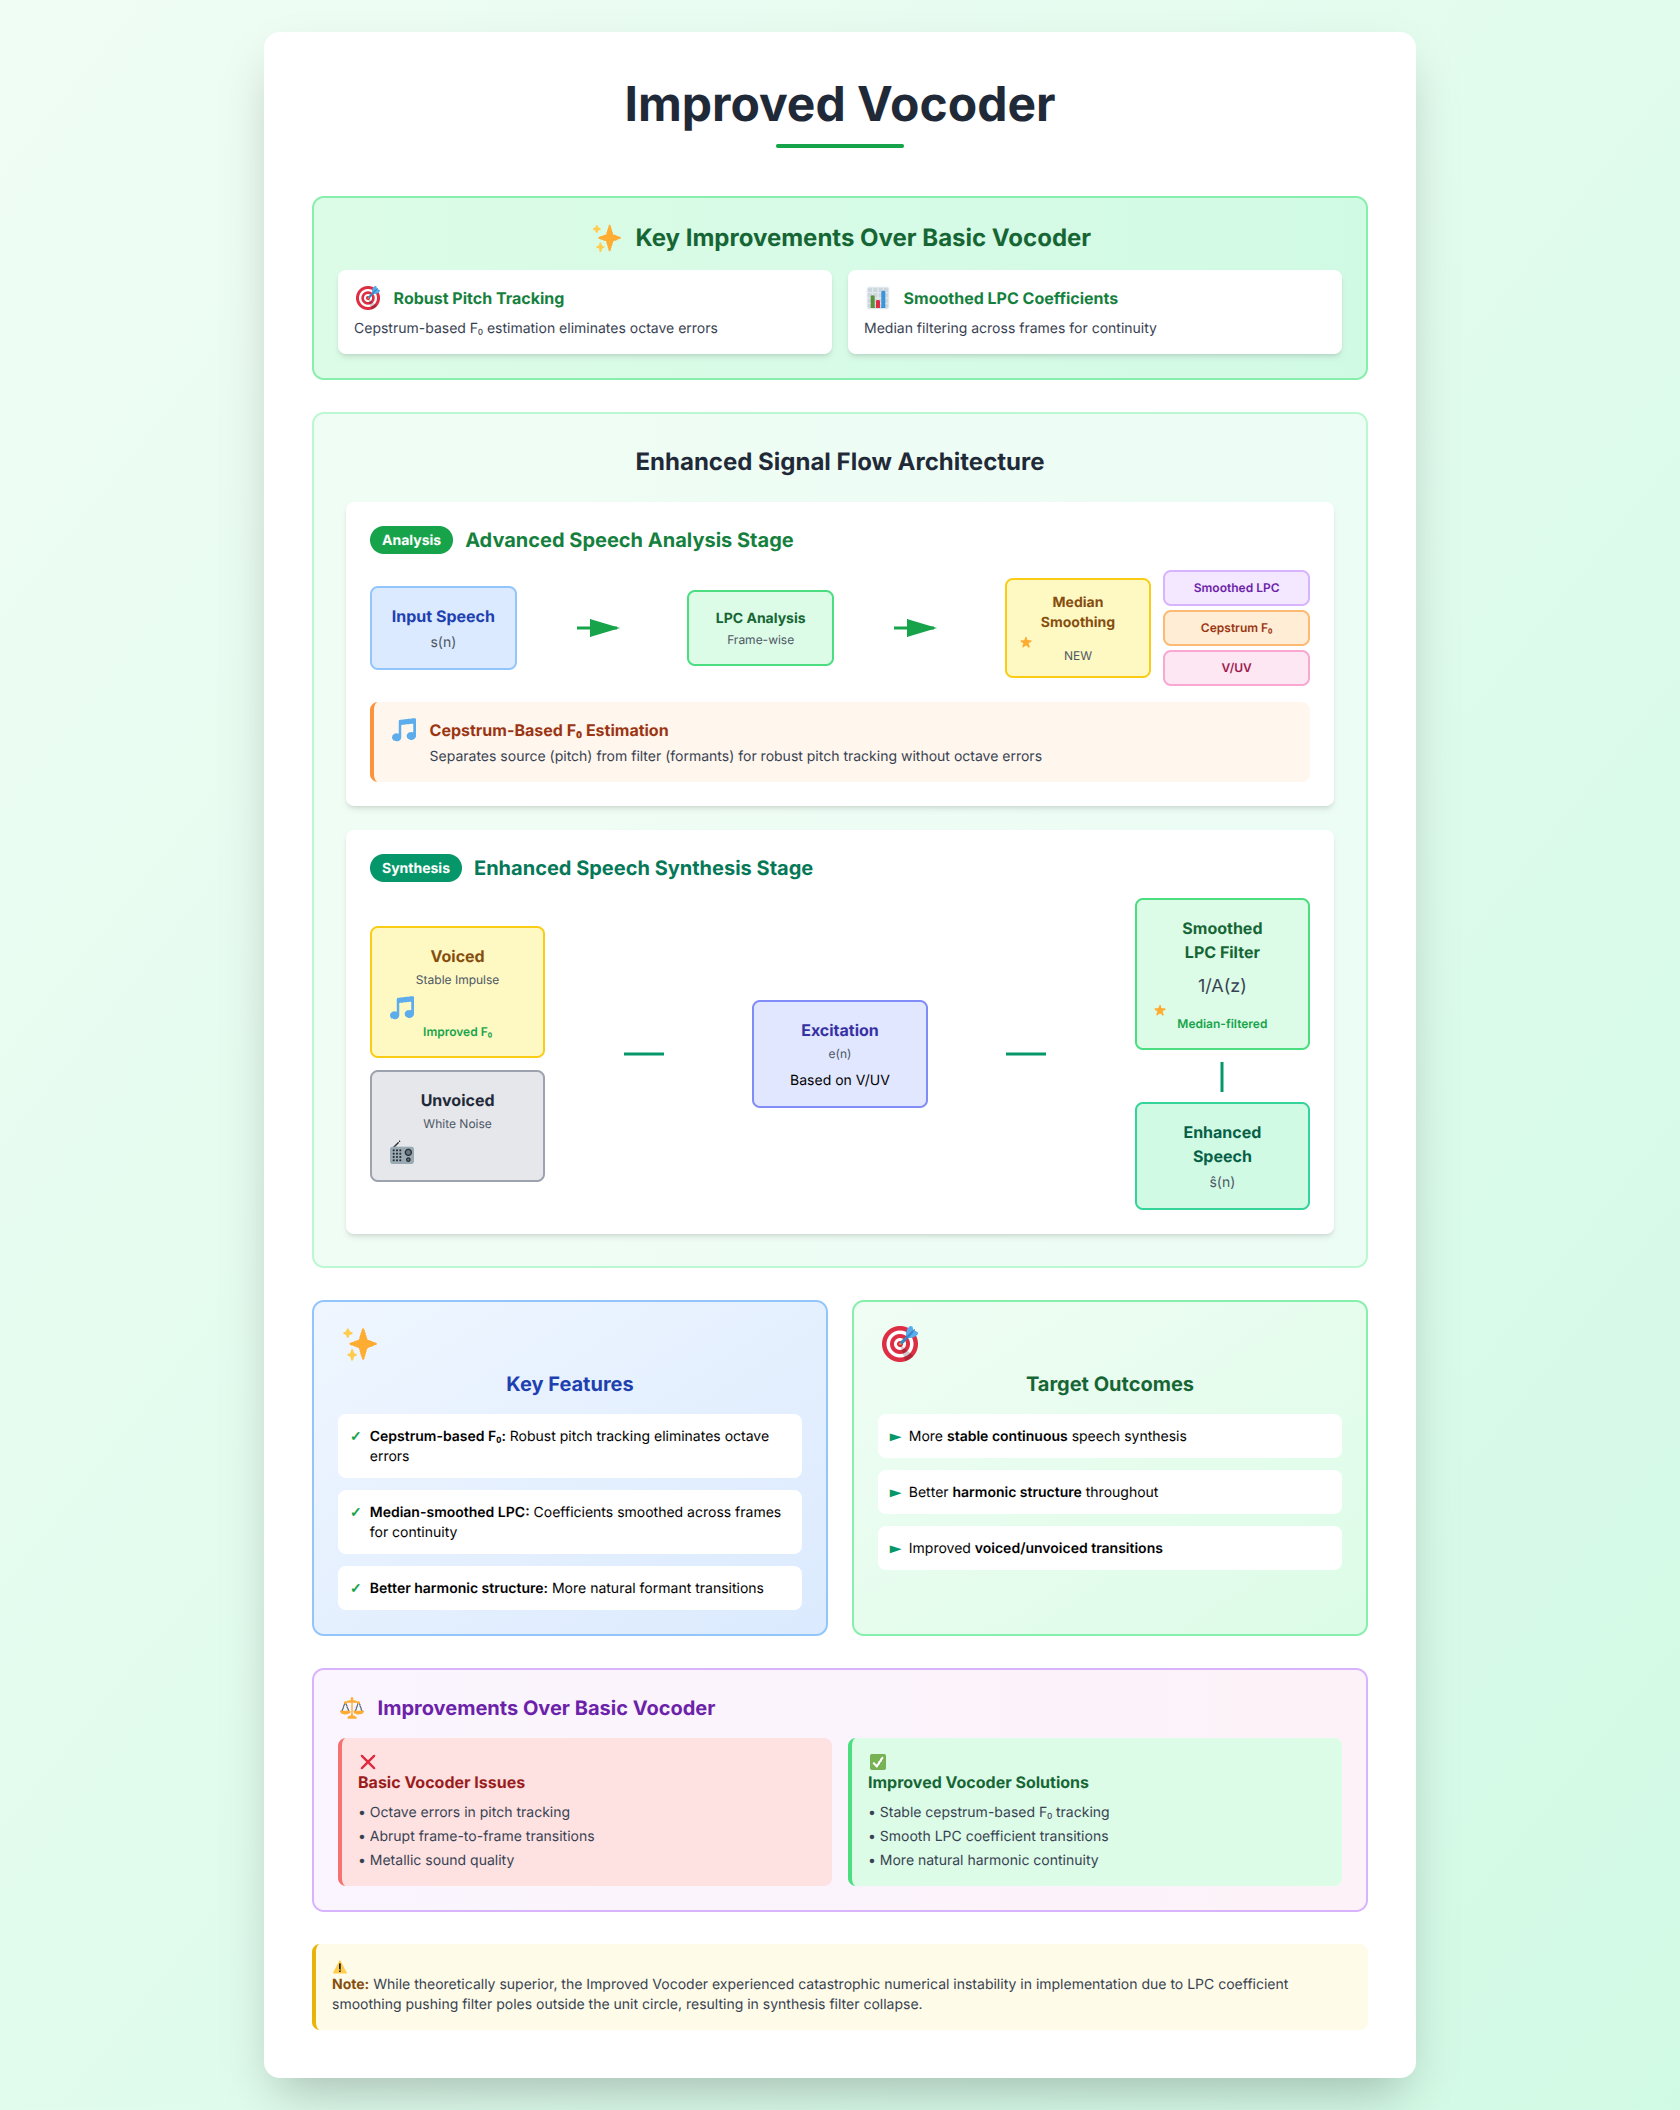 Improved Vocoder
✨ Key Improvements Over Basic Vocoder
🎯 Robust Pitch Tracking
Cepstrum-based F₀ estimation eliminates octave errors
📊 Smoothed LPC Coefficients
Median filtering across frames for continuity
Enhanced Signal Flow Architecture
Analysis Advanced Speech Analysis Stage
Input Speech
s(n)
LPC Analysis
Frame-wise
Median
Smoothing
⭐
NEW
Smoothed LPC
Cepstrum F₀
V/UV
🎵 Cepstrum-Based F₀ Estimation
Separates source (pitch) from filter (formants) for robust pitch tracking without octave errors
Synthesis Enhanced Speech Synthesis Stage
Voiced
Stable Impulse
🎵
Improved F₀
Unvoiced
White Noise
📻
Excitation
e(n)
Based on V/UV
Smoothed
LPC Filter
1/A(z)
⭐
Median-filtered
Enhanced
Speech
ŝ(n)
✨
Key Features
✓ Cepstrum-based F₀: Robust pitch tracking eliminates octave
errors
✓ Median-smoothed LPC: Coefficients smoothed across frames
for continuity
✓ Better harmonic structure: More natural formant transitions
🎯
Target Outcomes
► More stable continuous speech synthesis
► Better harmonic structure throughout
► Improved voiced/unvoiced transitions
⚖️ Improvements Over Basic Vocoder
❌
Basic Vocoder Issues
• Octave errors in pitch tracking
• Abrupt frame-to-frame transitions
• Metallic sound quality
✅
Improved Vocoder Solutions
• Stable cepstrum-based F₀ tracking
• Smooth LPC coefficient transitions
• More natural harmonic continuity
⚠️
Note: While theoretically superior, the Improved Vocoder experienced catastrophic numerical instability in implementation due to LPC coefficient
smoothing pushing filter poles outside the unit circle, resulting in synthesis filter collapse.